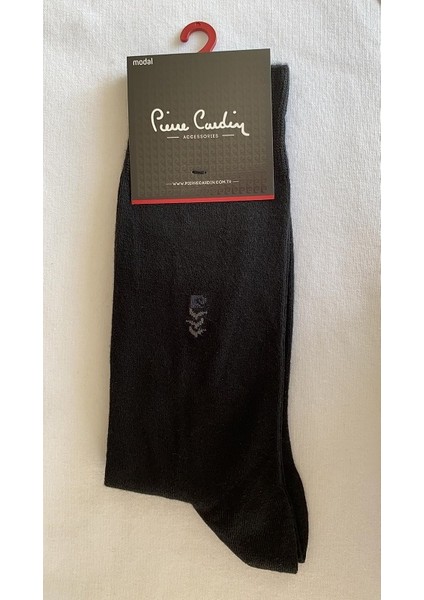 modal
Pierre Cardin
ACCESSORIES
WWW.PIERRECARDIN.COM.TR